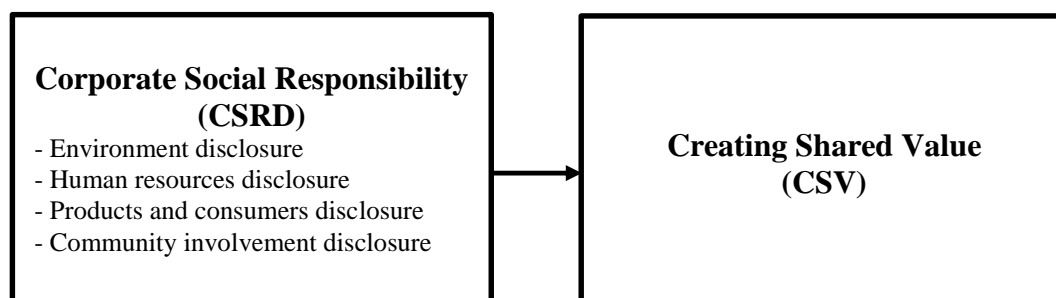 Corporate Social Responsibility
(CSRD)
- Environment disclosure
- Human resources disclosure
- Products and consumers disclosure
- Community involvement disclosure
Creating Shared Value
(CSV)